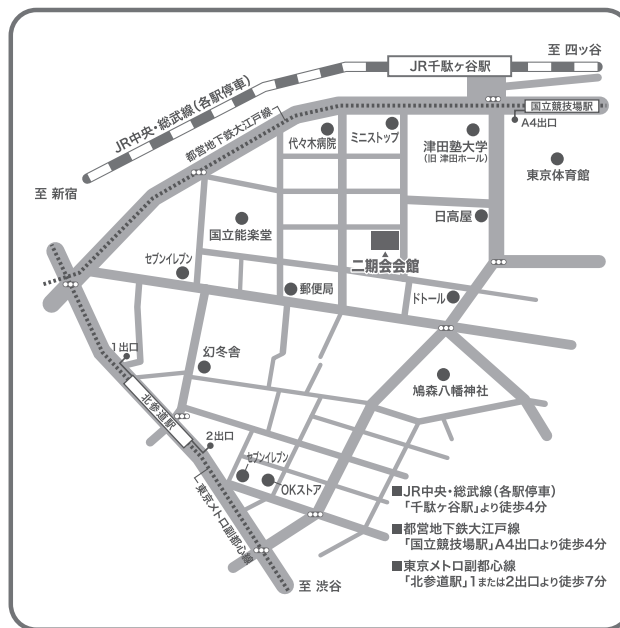 至 四ッ谷
JR千駄ヶ谷駅
JR中央・総武線(各駅停車)
国立競技場駅
A4出口
都営地下鉄大江戸線
代々木病院
ミニストップ
津田塾大学
(旧 津田ホール)
東京体育館
至 新宿
日高屋
国立能楽堂
二期会会館
セブンイレブン
郵便局
ドトール
1出口
幻冬舎
鳩森八幡神社
北参道駅
2出口
セブンイレブン
OKストア
東京メトロ副都心線
至 渋谷
■JR中央・総武線(各駅停車)
「千駄ヶ谷駅」より徒歩4分
■都営地下鉄大江戸線
「国立競技場駅」A4出口より徒歩4分
■東京メトロ副都心線
「北参道駅」1または2出口より徒歩7分